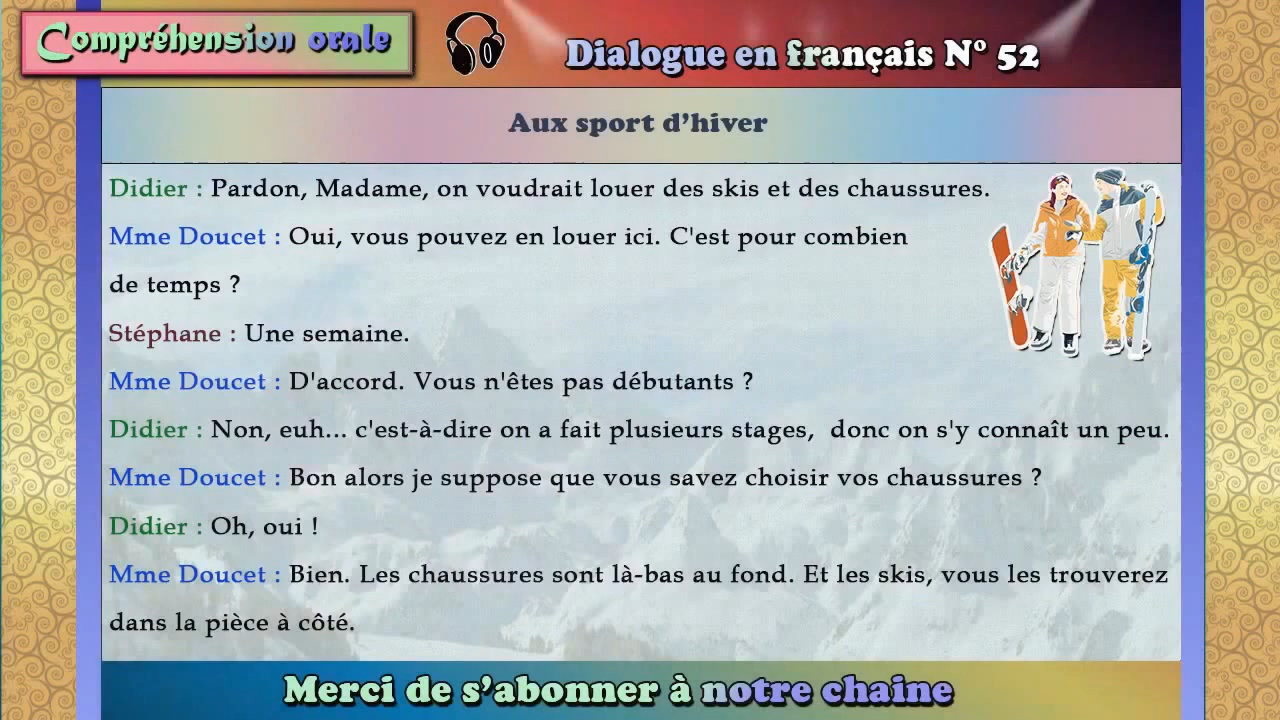 Compréhension orale
Dialogue en français N° 52
Aux sport d’hiver
Didier : Pardon, Madame, on voudrait louer des skis et des chaussures.
Mme Doucet : Oui, vous pouvez en louer ici. C'est pour combien
de temps ?
Stéphane : Une semaine.
Mme Doucet : D'accord. Vous n'êtes pas débutants ?
Didier : Non, euh... c'est-à-dire on a fait plusieurs stages, donc on s'y connaît un peu.
Mme Doucet : Bon alors je suppose que vous savez choisir vos chaussures ?
Didier : Oh, oui !
Mme Doucet : Bien. Les chaussures sont là-bas au fond. Et les skis, vous les trouverez
dans la pièce à côté.
Merci de s’abonner à notre chaine